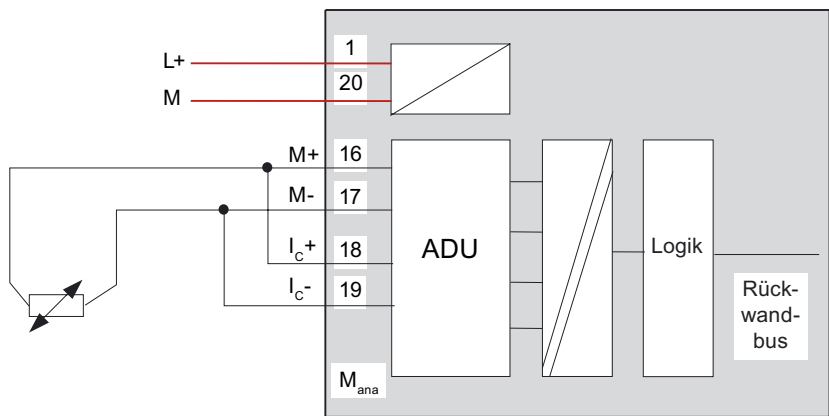 L+
1
M
20
M+
16
M-
17
I_C+
18
I_C-
19
ADU
Logik
Rück-
wand-
bus
M_ana